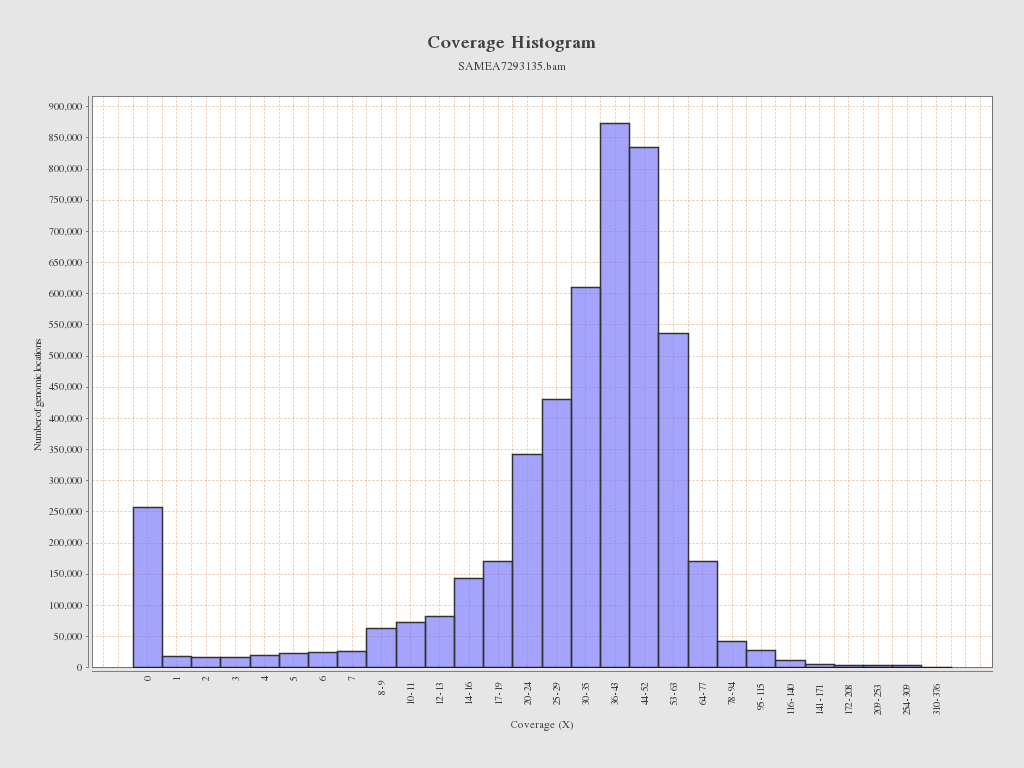 Coverage Histogram
SAMEA7293135.bam
900,000
850,000
800,000
750,000
700,000
650,000
600,000
550,000
500,000
450,000
400,000
350,000
300,000
250,000
200,000
150,000
100,000
50,000
0
Number of genomic locations
0
1
2
3
4
5
6
7
8 - 9
10 - 11
12 - 13
14 - 16
17 - 19
20 - 24
25 - 29
30 - 35
36 - 43
44 - 52
53 - 63
64 - 77
78 - 94
95 - 115
116 - 140
141 - 171
172 - 208
209 - 253
254 - 309
310 - 376
Coverage (X)